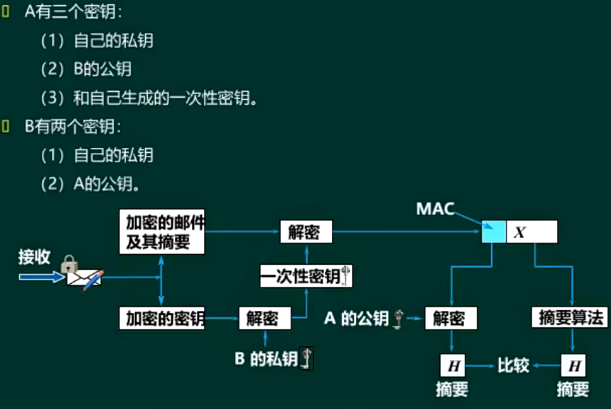 A有三个密钥：
（1）自己的私钥
（2）B的公钥
（3）和自己生成的一次性密钥。
B有两个密钥：
（1）自己的私钥
（2）A的公钥。
MAC
加密的邮件
及其摘要
解密
X
接收
一次性密钥
加密的密钥
解密
A 的公钥
解密
摘要算法
B 的私钥
H
比较
H
摘要
摘要